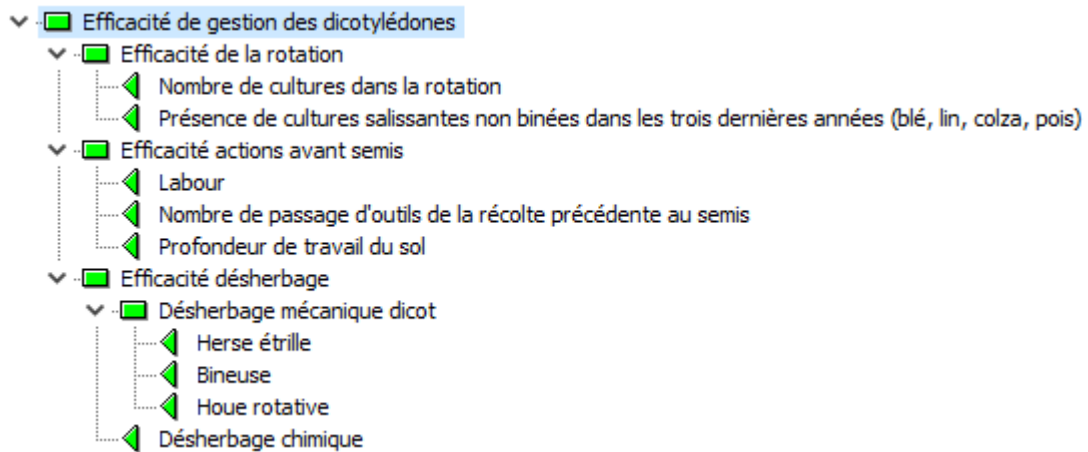 Efficacité de gestion des dicotylédones
Efficacité de la rotation
Nombre de cultures dans la rotation
Présence de cultures salissantes non binées dans les trois dernières années (blé, lin, colza, pois)
Efficacité actions avant semis
Labour
Nombre de passage d'outils de la récolte précédente au semis
Profondeur de travail du sol
Efficacité désherbage
Désherbage mécanique dicot
Herse étrille
Bineuse
Houe rotative
Désherbage chimique